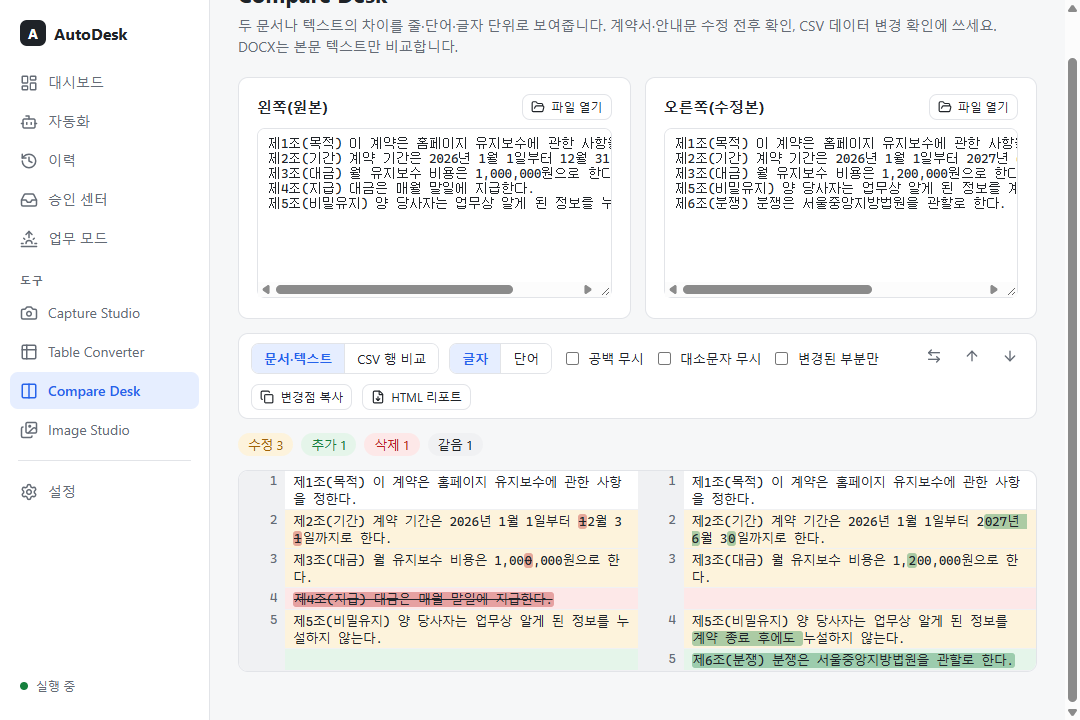 A AutoDesk
대시보드
자동화
이력
승인 센터
업무 모드
도구
Capture Studio
Table Converter
Compare Desk
Image Studio
설정
실행 중
두 문서나 텍스트의 차이를 줄·단어·글자 단위로 보여줍니다. 계약서·안내문 수정 전후 확인, CSV 데이터 변경 확인에 쓰세요.
DOCX는 본문 텍스트만 비교합니다.
왼쪽(원본)
파일 열기
제1조(목적) 이 계약은 홈페이지 유지보수에 관한 사항을
제2조(기간) 계약 기간은 2026년 1월 1일부터 12월 31
제3조(대금) 월 유지보수 비용은 1,000,000원으로 한다
제4조(지급) 대금은 매월 말일에 지급한다.
제5조(비밀유지) 양 당사자는 업무상 알게 된 정보를 누
오른쪽(수정본)
파일 열기
제1조(목적) 이 계약은 홈페이지 유지보수에 관한 사항
제2조(기간) 계약 기간은 2026년 1월 1일부터 2027년
제3조(대금) 월 유지보수 비용은 1,200,000원으로 한다
제5조(비밀유지) 양 당사자는 업무상 알게 된 정보를 계
제6조(분쟁) 분쟁은 서울중앙지방법원을 관할로 한다.
문서·텍스트 CSV 행 비교 글자 단어 공백 무시 대소문자 무시 변경된 부분만
변경점 복사 HTML 리포트
수정 3 추가 1 삭제 1 같음 1
1 제1조(목적) 이 계약은 홈페이지 유지보수에 관한 사항
을 정한다.
2 제2조(기간) 계약 기간은 2026년 1월 1일부터 12월 3
1일까지로 한다.
3 제3조(대금) 월 유지보수 비용은 1,000,000원으로 한
다.
4 제4조(지급) 대금은 매월 말일에 지급한다.
5 제5조(비밀유지) 양 당사자는 업무상 알게 된 정보를 누
설하지 않는다.
1 제1조(목적) 이 계약은 홈페이지 유지보수에 관한 사항
을 정한다.
2 제2조(기간) 계약 기간은 2026년 1월 1일부터 2027년
6월 30일까지로 한다.
3 제3조(대금) 월 유지보수 비용은 1,200,000원으로 한
다.
4 제5조(비밀유지) 양 당사자는 업무상 알게 된 정보를
계약 종료 후에도 누설하지 않는다.
5 제6조(분쟁) 분쟁은 서울중앙지방법원을 관할로 한다.